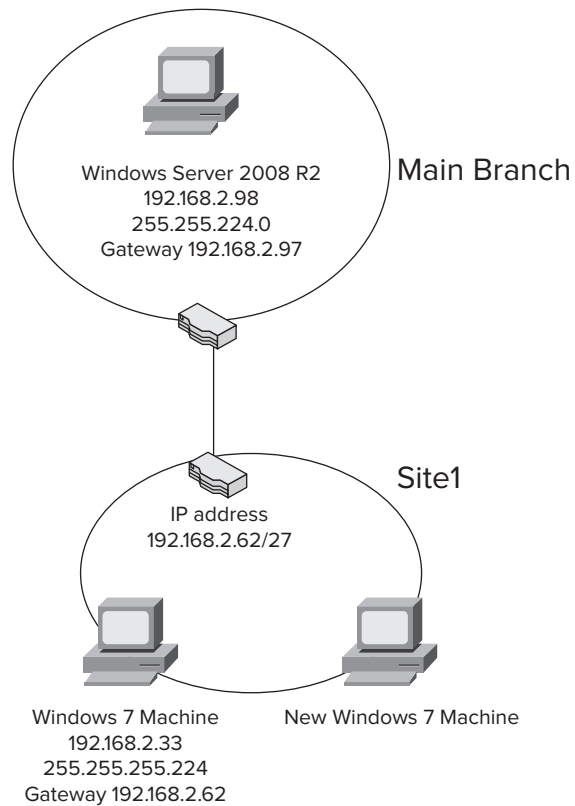 Windows Server 2008 R2
192.168.2.98
255.255.224.0
Gateway 192.168.2.97
Main Branch
Site1
IP address
192.168.2.62/27
Windows 7 Machine
192.168.2.33
255.255.255.224
Gateway 192.168.2.62
New Windows 7 Machine